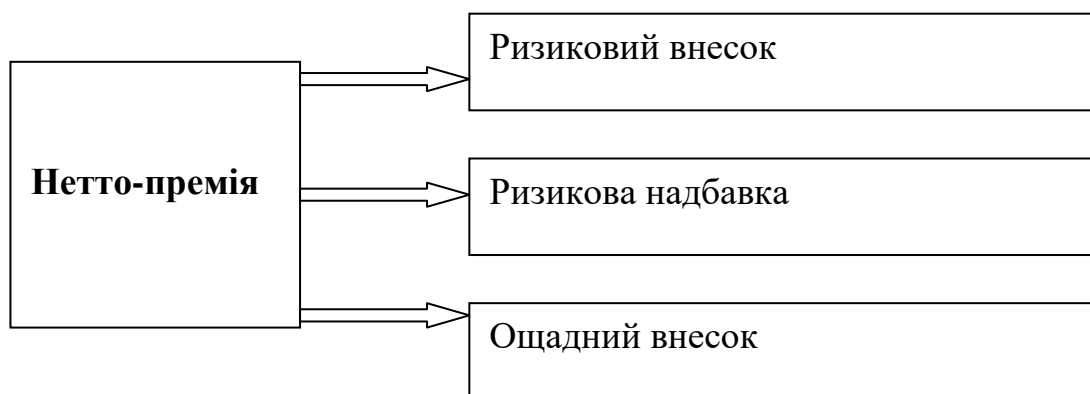 Ризиковий внесок
Нетто-премія
Ризикова надбавка
Ощадний внесок